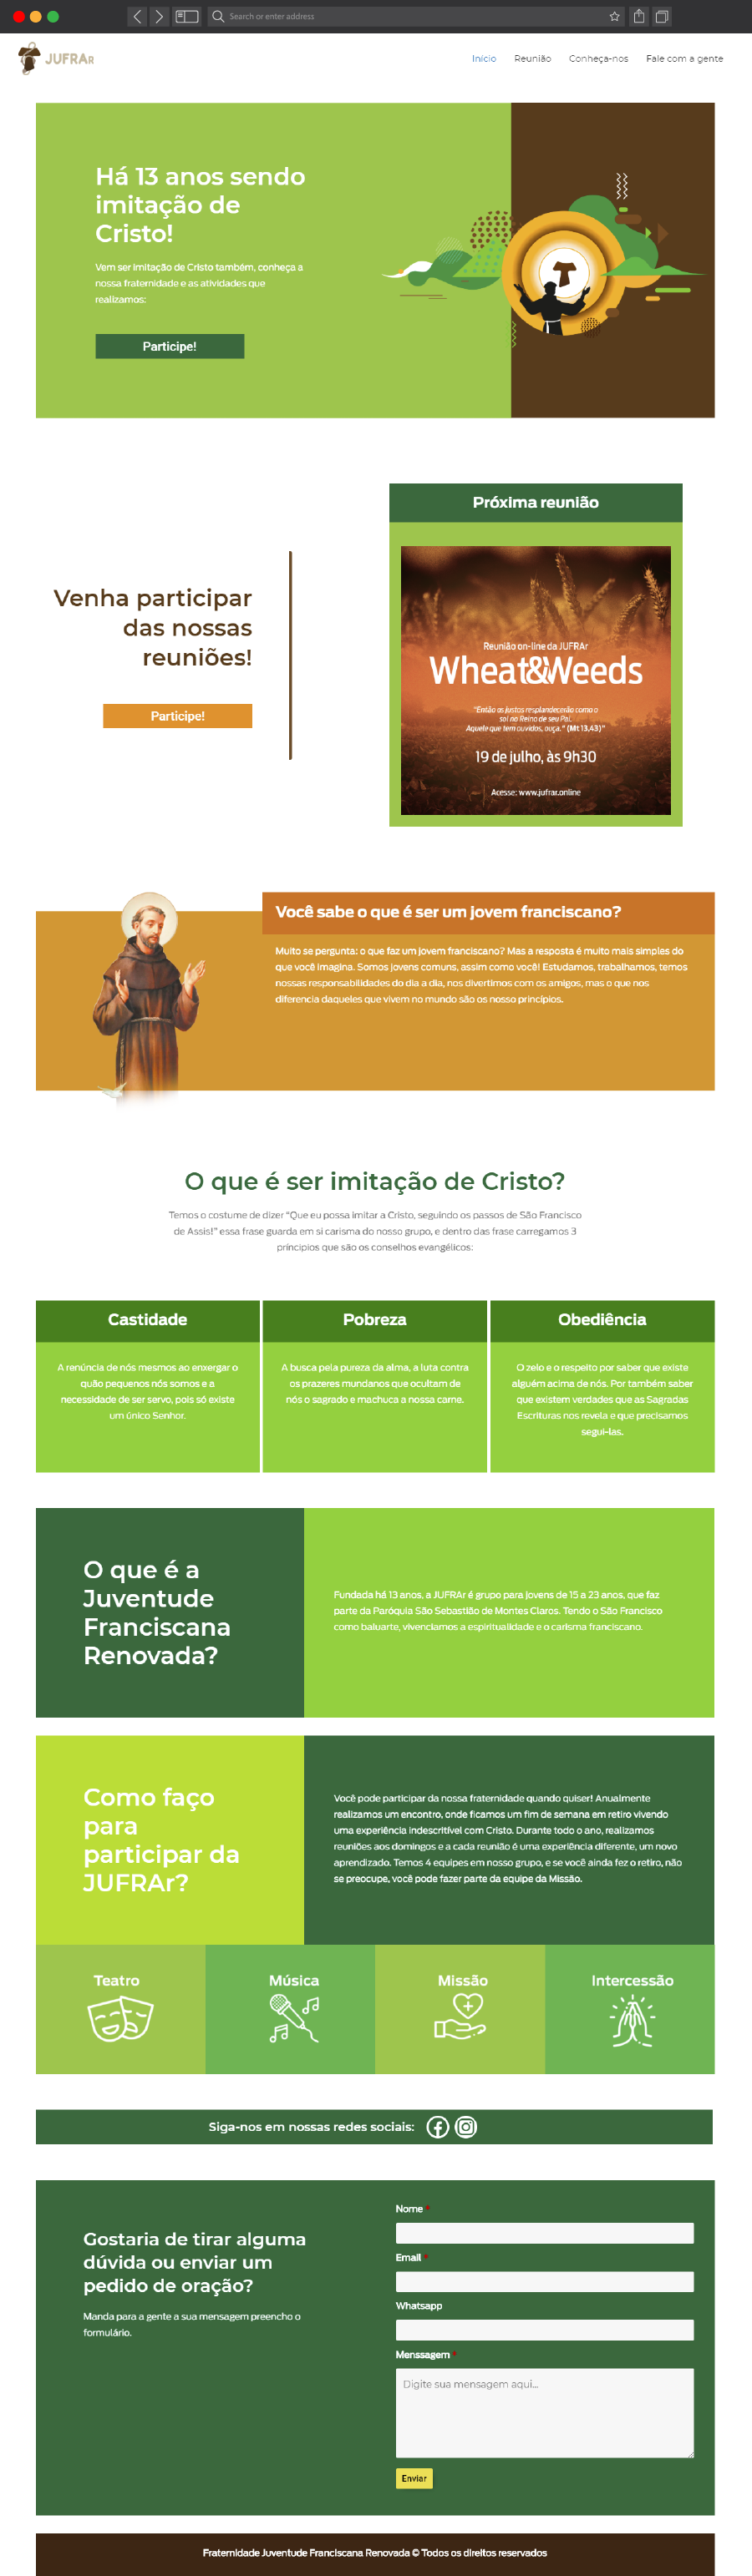 Search or enter address
JUFRAr
Início Reunião Conheça-nos Fale com a gente
Há 13 anos sendo
imitação de
Cristo!
Vem ser imitação de Cristo também, conheça a
nossa fraternidade e as atividades que
realizamos:
Participe!
Venha participar
das nossas
reuniões!
Participe!
Próxima reunião
Reunião on-line da JUFRAr
Wheat&Weeds
"Então os justos resplandecerão como o
sol no Reino de seu Pai.
Aquele que tem ouvidos, ouça." (Mt 13,43)"
19 de julho, às 9h30
Acesse: www.jufrar.online
Você sabe o que é ser um jovem franciscano?
Muito se pergunta: o que faz um jovem franciscano? Mas a resposta é muito mais simples do
que você imagina. Somos jovens comuns, assim como você! Estudamos, trabalhamos, temos
nossas responsabilidades do dia a dia, nos divertimos com os amigos, mas o que nos
diferencia daqueles que vivem no mundo são os nosso princípios.
O que é ser imitação de Cristo?
Temos o costume de dizer “Que eu possa imitar a Cristo, seguindo os passos de São Francisco
de Assis!” essa frase guarda em si carisma do nosso grupo, e dentro das frase carregamos 3
princípios que são os conselhos evangélicos:
Castidade
A renúncia de nós mesmos ao enxergar o
quão pequenos nós somos e a
necessidade de ser servo, pois só existe
um único Senhor.
Pobreza
A busca pela pureza da alma, a luta contra
os prazeres mundanos que ocultam de
nós o sagrado e machuca a nossa carne.
Obediência
O zelo e o respeito por saber que existe
alguém acima de nós. Por também saber
que existem verdades que as Sagradas
Escrituras nos revela e que precisamos
segui-las.
O que é a
Juventude
Franciscana
Renovada?
Fundada há 13 anos, a JUFRAr é grupo para jovens de 15 a 23 anos, que faz
parte da Paróquia São Sebastião de Montes Claros. Tendo o São Francisco
como baluarte, vivenciamos a espiritualidade e o carisma franciscano.
Como faço
para
participar da
JUFRAr?
Você pode participar da nossa fraternidade quando quiser! Anualmente
realizamos um encontro, onde ficamos um fim de semana em retiro vivendo
uma experiência indescritível com Cristo. Durante todo o ano, realizamos
reuniões aos domingos e a cada reunião é uma experiência diferente, um novo
aprendizado. Temos 4 equipes em nosso grupo, e se você ainda fez o retiro, não
se preocupe, você pode fazer parte da equipe da Missão.
Teatro
Música
Missão
Intercessão
Siga-nos em nossas redes sociais:
Gostaria de tirar alguma
dúvida ou enviar um
pedido de oração?
Manda para a gente a sua mensagem preencho o
formulário.
Nome *
Email *
Whatsapp
Menssagem *
Digite sua mensagem aqui...
Enviar
Fraternidade Juventude Franciscana Renovada © Todos os direitos reservados